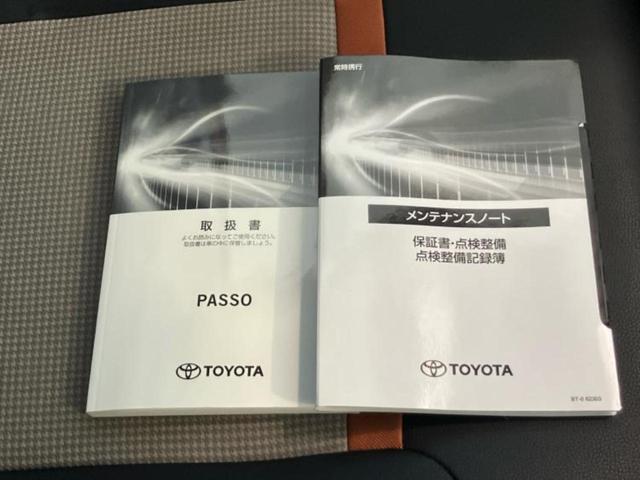 取扱書
よくお読みになってご使用ください。
取扱書は車の中に保管しましょう。
PASSO
TOYOTA
常時携行
メンテナンスノート
保証書・点検整備
点検整備記録簿
TOYOTA